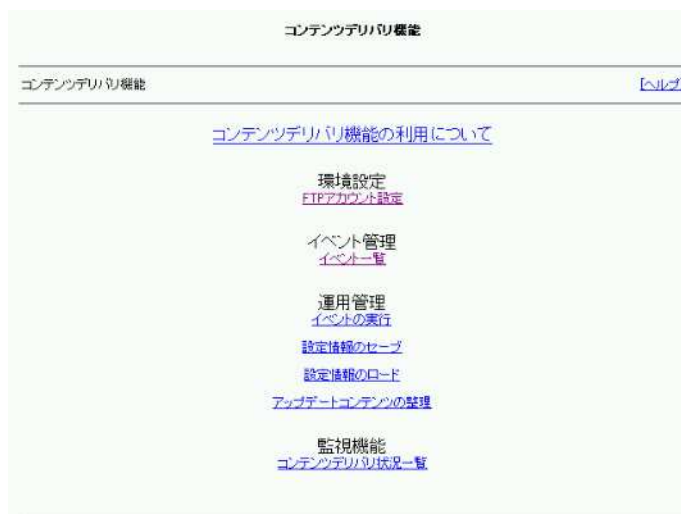 コンテンツデリバリ機能
コンテンツデリバリ機能 [ヘルプ]
コンテンツデリバリ機能の利用について
環境設定
FTPアカウント設定
イベント管理
イベント一覧
運用管理
イベントの実行
設定情報のセーブ
設定情報のロード
アップデートコンテンツの整理
監視機能
コンテンツデリバリ状況一覧